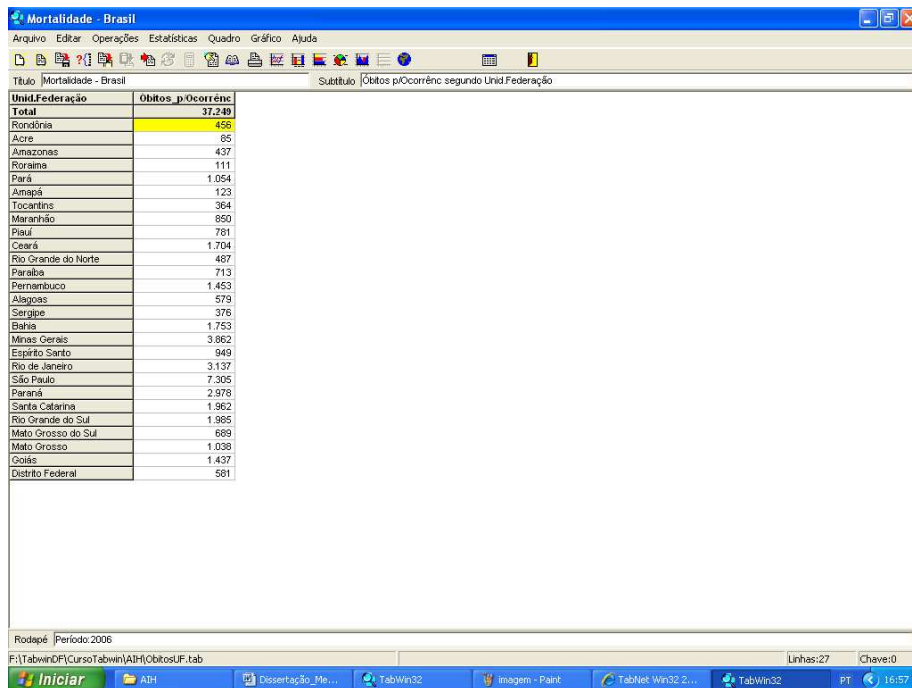 Mortalidade - Brasil
Arquivo Editar Operações Estatísticas Quadro Gráfico Ajuda
Título Mortalidade - Brasil Subtítulo Óbitos p/Ocorrênc segundo Unid.Federação
Unid.Federação Óbitos_p/Ocorrênc
Total 37.249
Rondônia 456
Acre 85
Amazonas 437
Roraima 111
Pará 1.054
Amapá 123
Tocantins 364
Maranhão 850
Piauí 781
Ceará 1.704
Rio Grande do Norte 487
Paraíba 713
Pernambuco 1.453
Alagoas 579
Sergipe 376
Bahia 1.753
Minas Gerais 3.862
Espírito Santo 949
Rio de Janeiro 3.137
São Paulo 7.305
Paraná 2.978
Santa Catarina 1.962
Rio Grande do Sul 1.985
Mato Grosso do Sul 689
Mato Grosso 1.038
Goiás 1.437
Distrito Federal 581
Rodapé Período:2006
F:\TabwinDF\CursoTabwin\AIH\ObitosUF.tab Linhas:27 Chave:0
Iniciar AIH Dissertação_Me... TabWin32 imagem - Paint TabNet Win32 2... TabWin32 PT 16:57